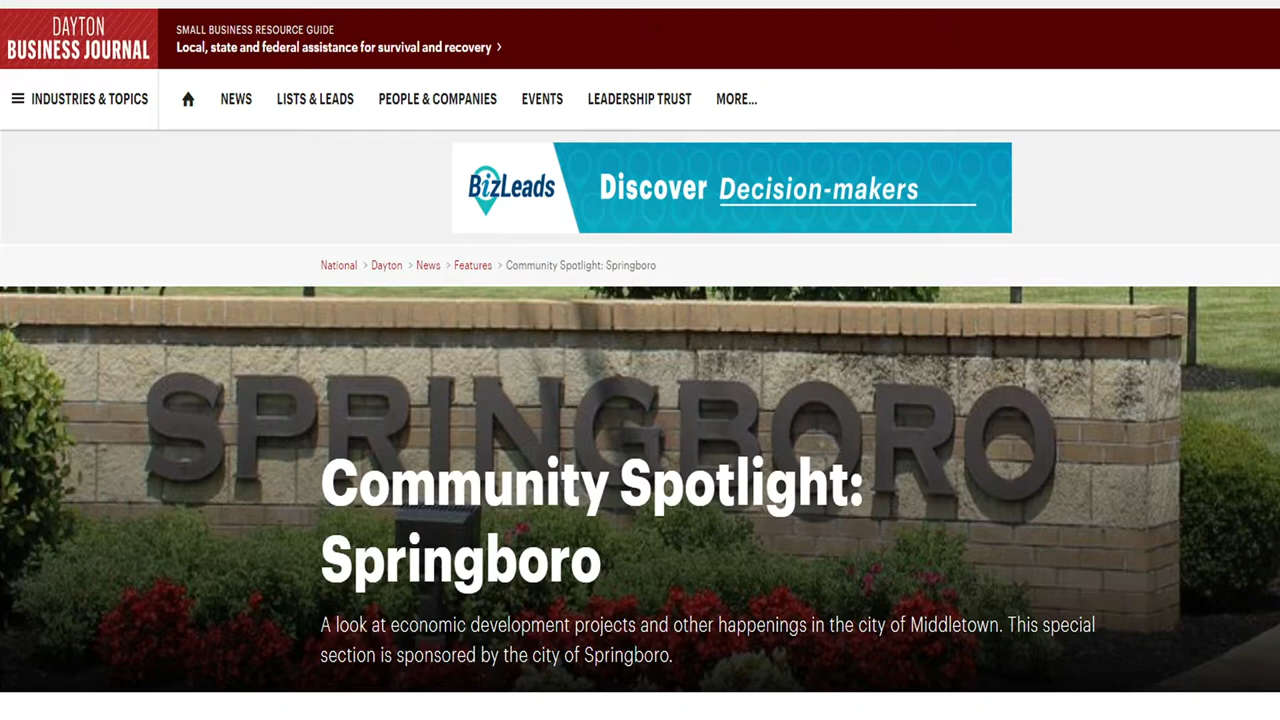 DAYTON
BUSINESS JOURNAL
SMALL BUSINESS RESOURCE GUIDE
Local, state and federal assistance for survival and recovery >
INDUSTRIES & TOPICS
NEWS
LISTS & LEADS
PEOPLE & COMPANIES
EVENTS
LEADERSHIP TRUST
MORE...
BizLeads
Discover Decision-makers
National > Dayton > News > Features > Community Spotlight: Springboro
SPRINGBORO
Community Spotlight:
Springboro
A look at economic development projects and other happenings in the city of Middletown. This special
section is sponsored by the city of Springboro.